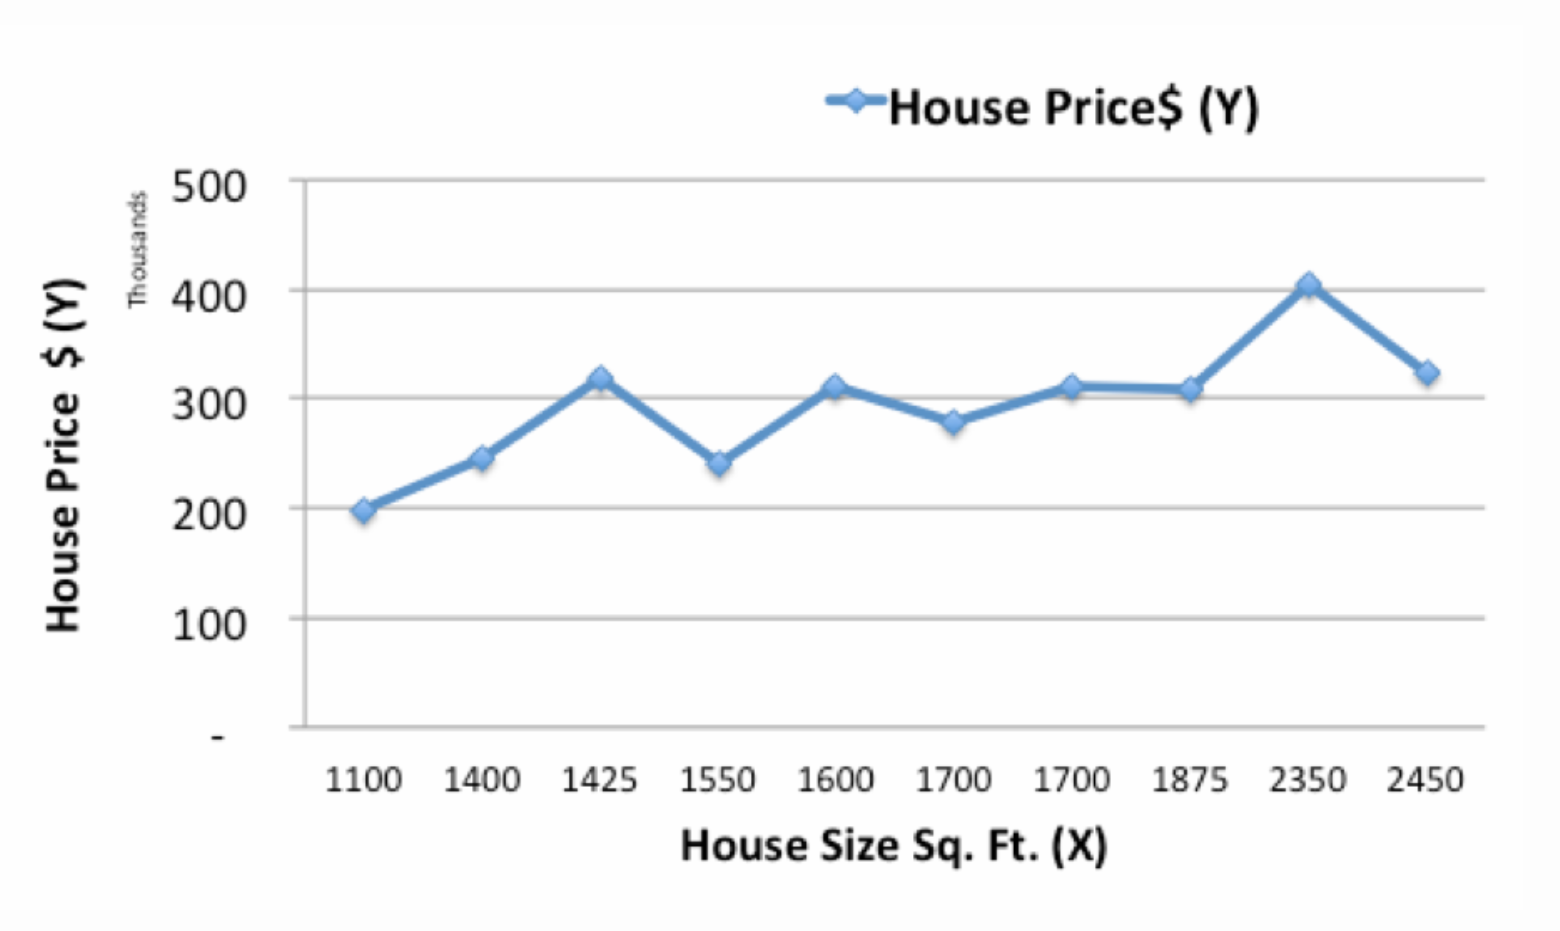 House Price$ (Y)
House Price $ (Y)
Thousands
500
400
300
200
100
-
1100 1400 1425 1550 1600 1700 1700 1875 2350 2450
House Size Sq. Ft. (X)